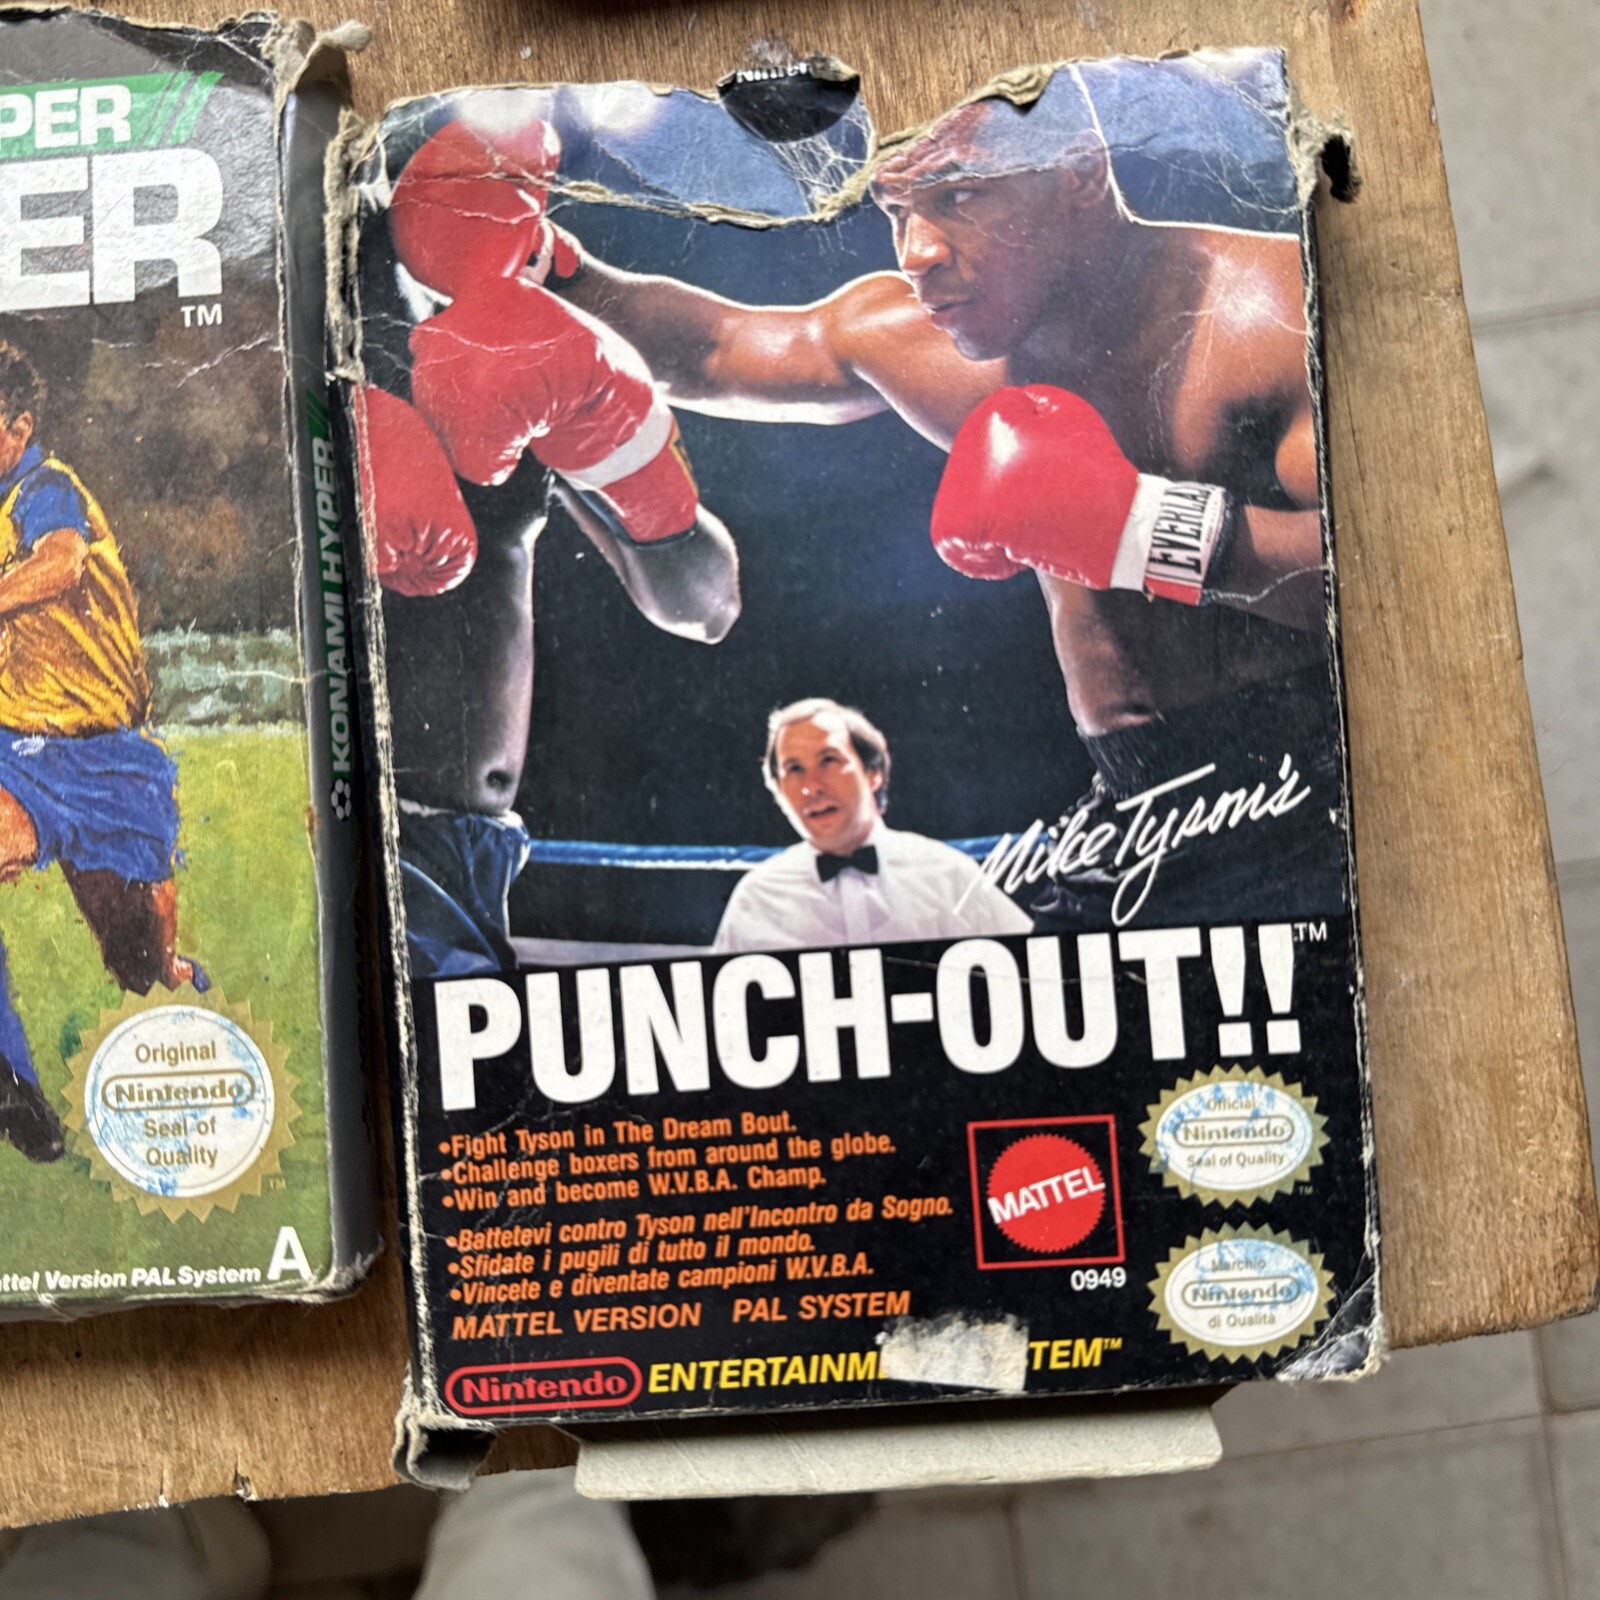 PER
ER
TM
KONAMI HYPER
Original
Nintendo
Seal of
Quality
TM
Mattel Version PAL System A
EVERLAST
Mike Tyson's
PUNCH-OUT!!
TM
•Fight Tyson in The Dream Bout.
•Challenge boxers from around the globe.
•Win and become W.V.B.A. Champ.
•Battetevi contro Tyson nell'Incontro da Sogno.
•Sfidate i pugili di tutto il mondo.
•Vincete e diventate campioni W.V.B.A.
MATTEL VERSION PAL SYSTEM
Nintendo
ENTERTAINM
TEM™
MATTEL
0949
Official
Nintendo
Seal of Quality
TM
Marchio
Nintendo
di Qualità